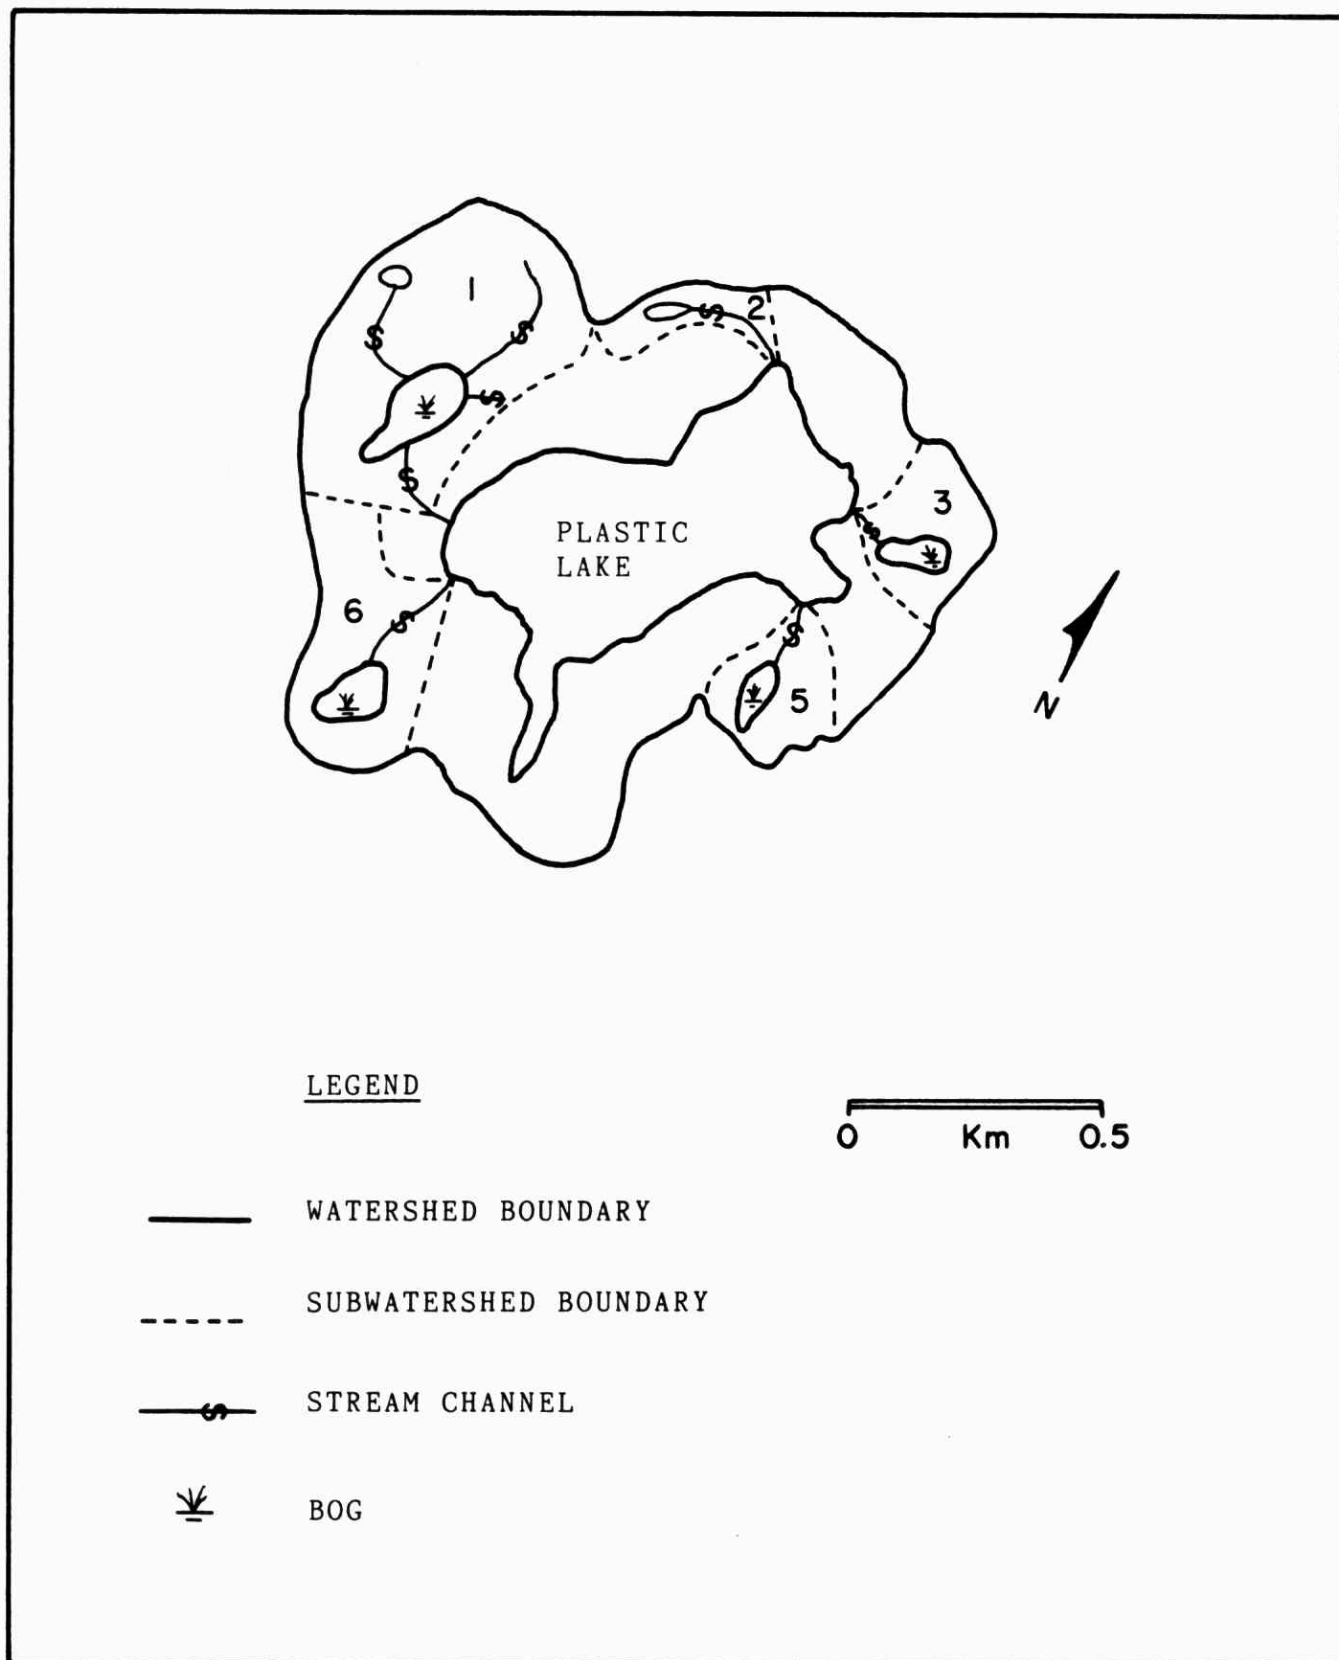 1
2
3
PLASTIC
LAKE
6
5
N
LEGEND
0 Km 0.5
WATERSHED BOUNDARY
SUBWATERSHED BOUNDARY
STREAM CHANNEL
BOG